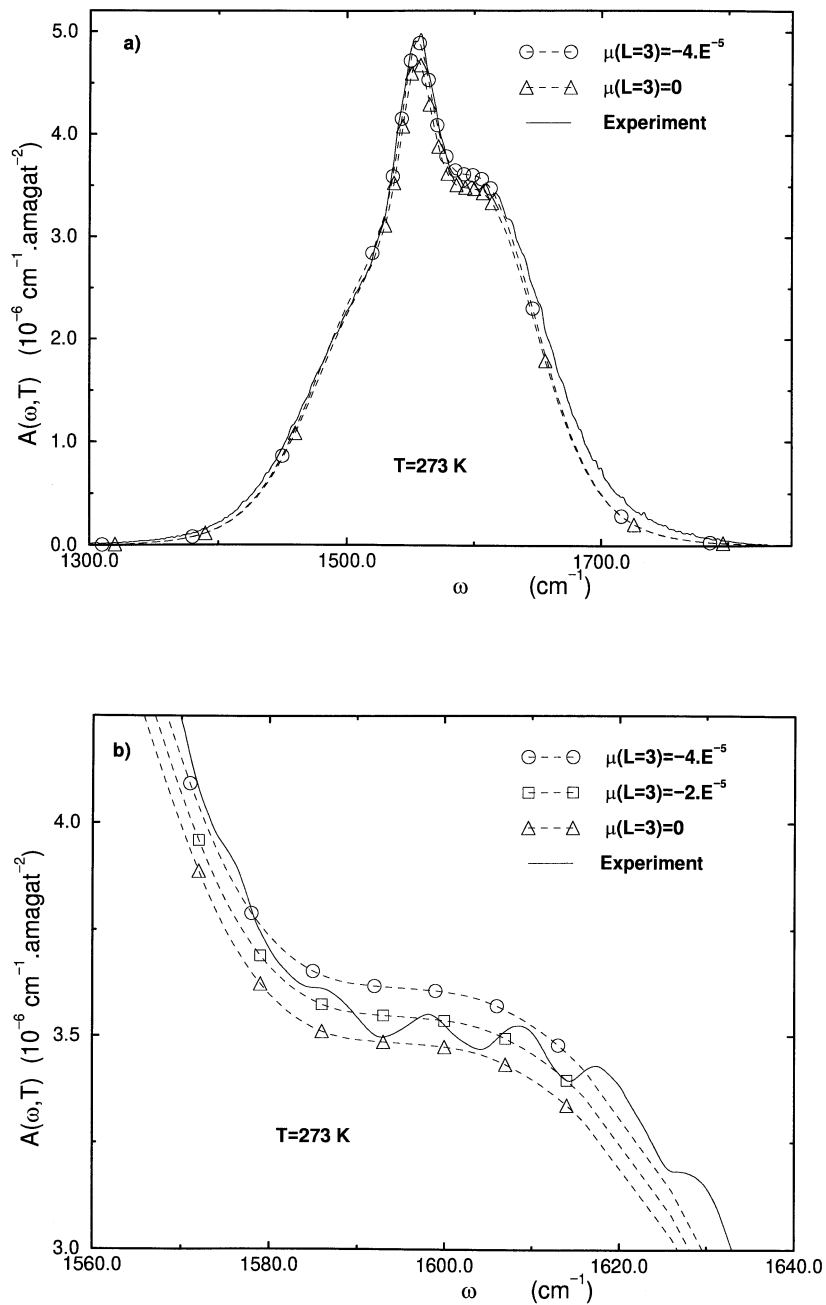 a)
μ(L=3)=−4.E⁻⁵
μ(L=3)=0
Experiment
T=273 K
A(ω,T) (10⁻⁶ cm⁻¹.amagat⁻²)
5.0
4.0
3.0
2.0
1.0
0.0
1300.0 1500.0 1700.0
ω (cm⁻¹)
b)
μ(L=3)=−4.E⁻⁵
μ(L=3)=−2.E⁻⁵
μ(L=3)=0
Experiment
T=273 K
A(ω,T) (10⁻⁶ cm⁻¹.amagat⁻²)
4.0
3.5
3.0
1560.0 1580.0 1600.0 1620.0 1640.0
ω (cm⁻¹)